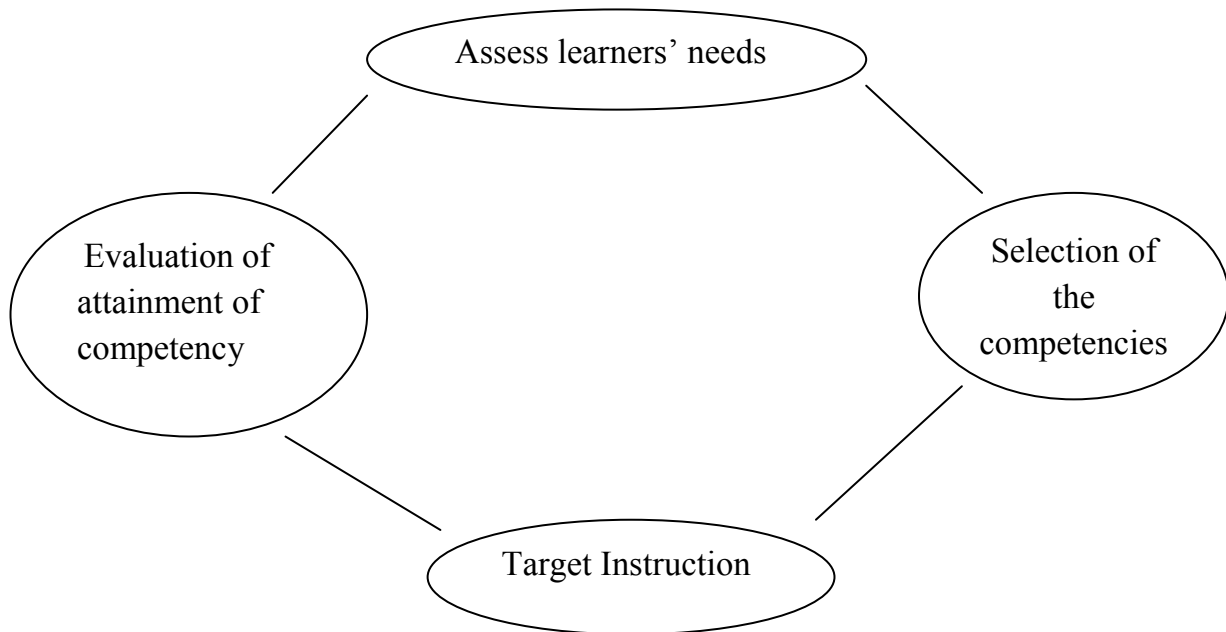 Assess learners’ needs
Evaluation of
attainment of
competency
Selection of
the
competencies
Target Instruction